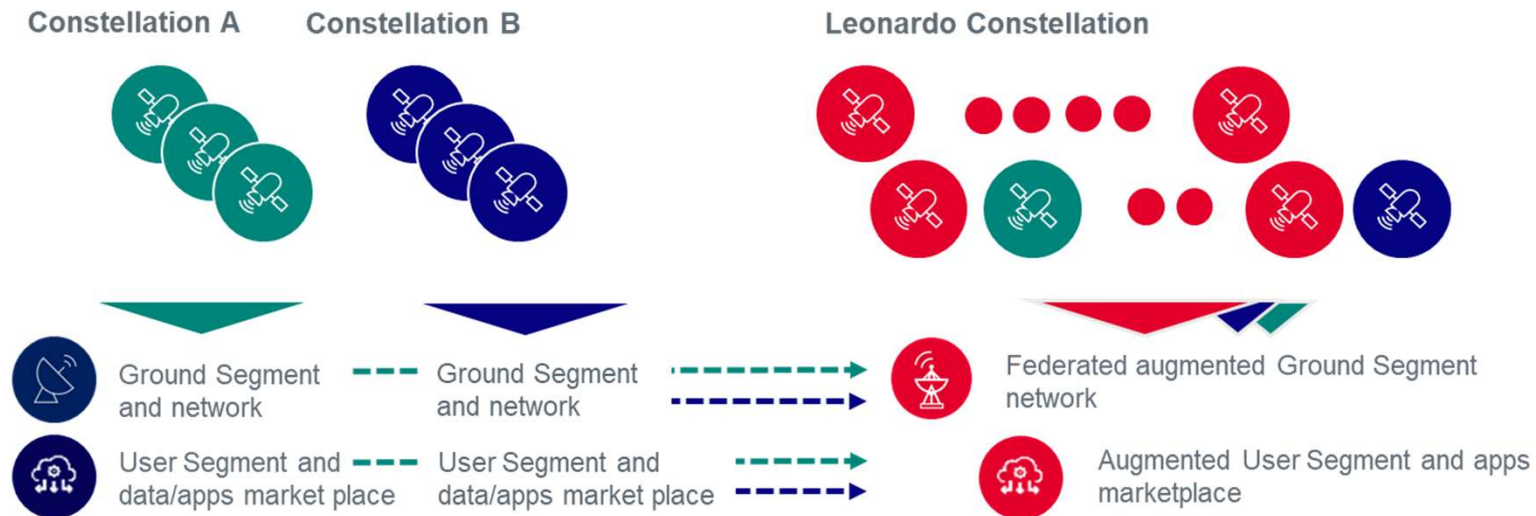 Constellation A
Constellation B
Leonardo Constellation
Ground Segment
and network
Ground Segment
and network
Federated augmented Ground Segment
network
User Segment and
data/apps market place
User Segment and
data/apps market place
Augmented User Segment and apps
marketplace